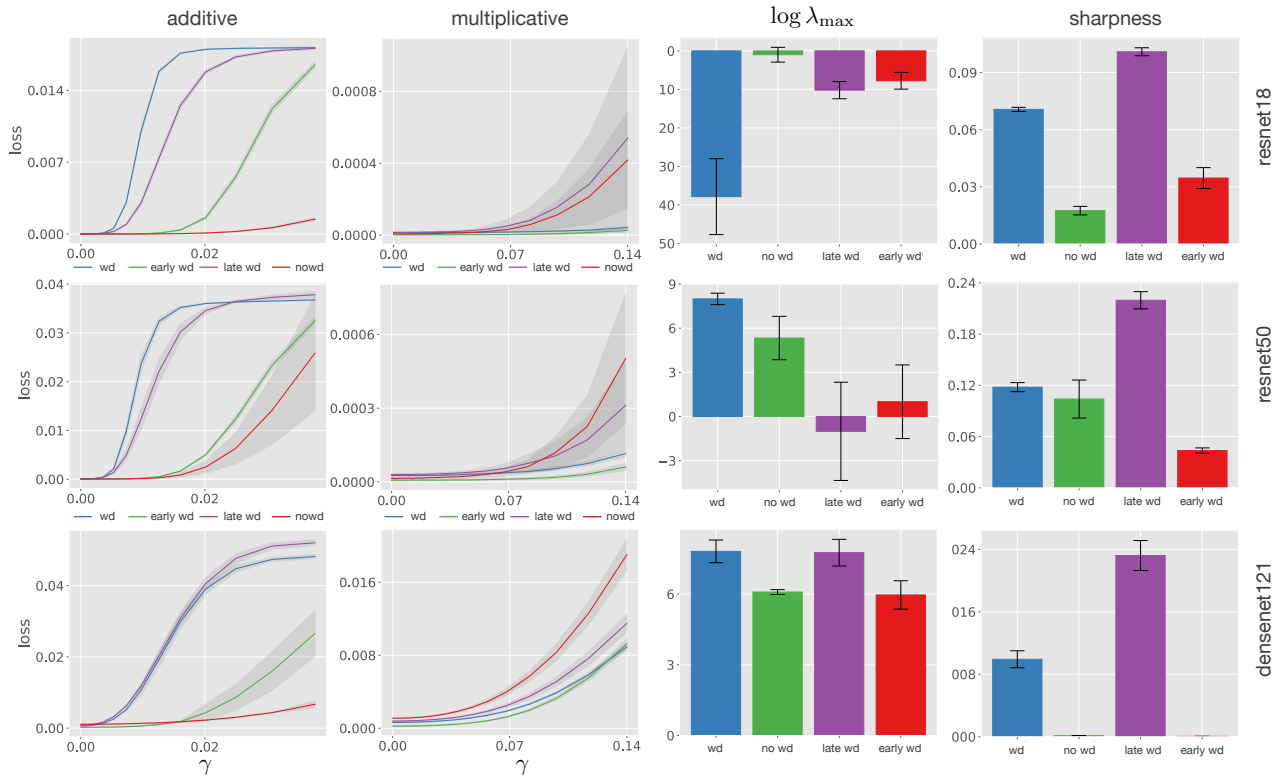 additive multiplicative log λmax sharpness
loss
0.014
0.007
0.000
0.00 0.02
0.0008
0.0004
0.0000
0.00 0.07 0.14
0
10
20
30
40
50
wd no wd late wd early wd
0.09
0.06
0.03
0.00
wd no wd late wd early wd
resnet18
wd early wd late wd nowd
wd early wd late wd nowd
loss
0.04
0.03
0.02
0.01
0.00
0.00 0.02
0.0006
0.0003
0.0000
0.00 0.07 0.14
9
6
3
0
−3
wd no wd late wd early wd
0.24
0.18
0.12
0.06
0.00
wd no wd late wd early wd
resnet50
wd early wd late wd nowd
wd early wd late wd nowd
loss
0.04
0.02
0.00
0.00 0.02
γ
0.016
0.008
0.000
0.00 0.07 0.14
γ
6
3
0
wd no wd late wd early wd
024
016
008
000
wd no wd late wd early wd
densenet121